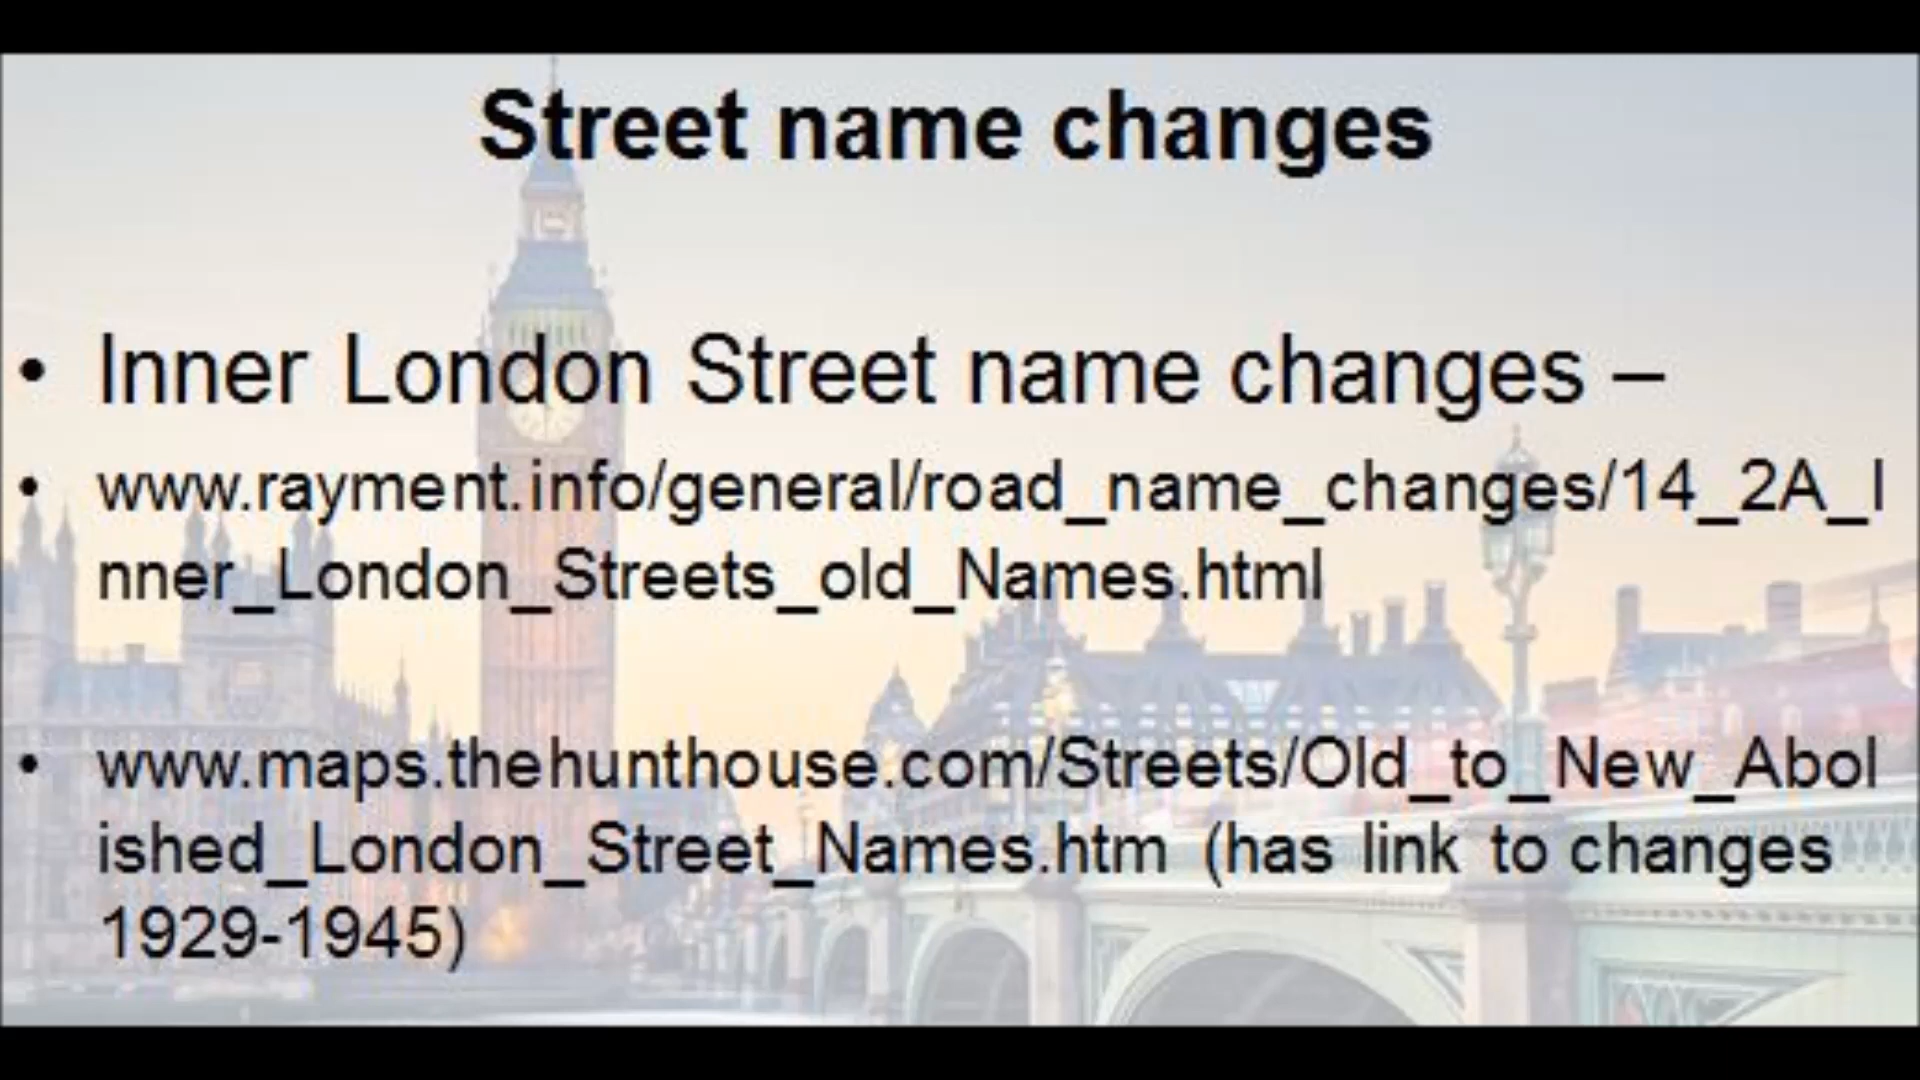 Street name changes
• Inner London Street name changes –
• www.rayment.info/general/road_name_changes/14_2A_I
nner_London_Streets_old_Names.html
• www.maps.thehunthouse.com/Streets/Old_to_New_Abol
ished_London_Street_Names.htm (has link to changes
1929-1945)